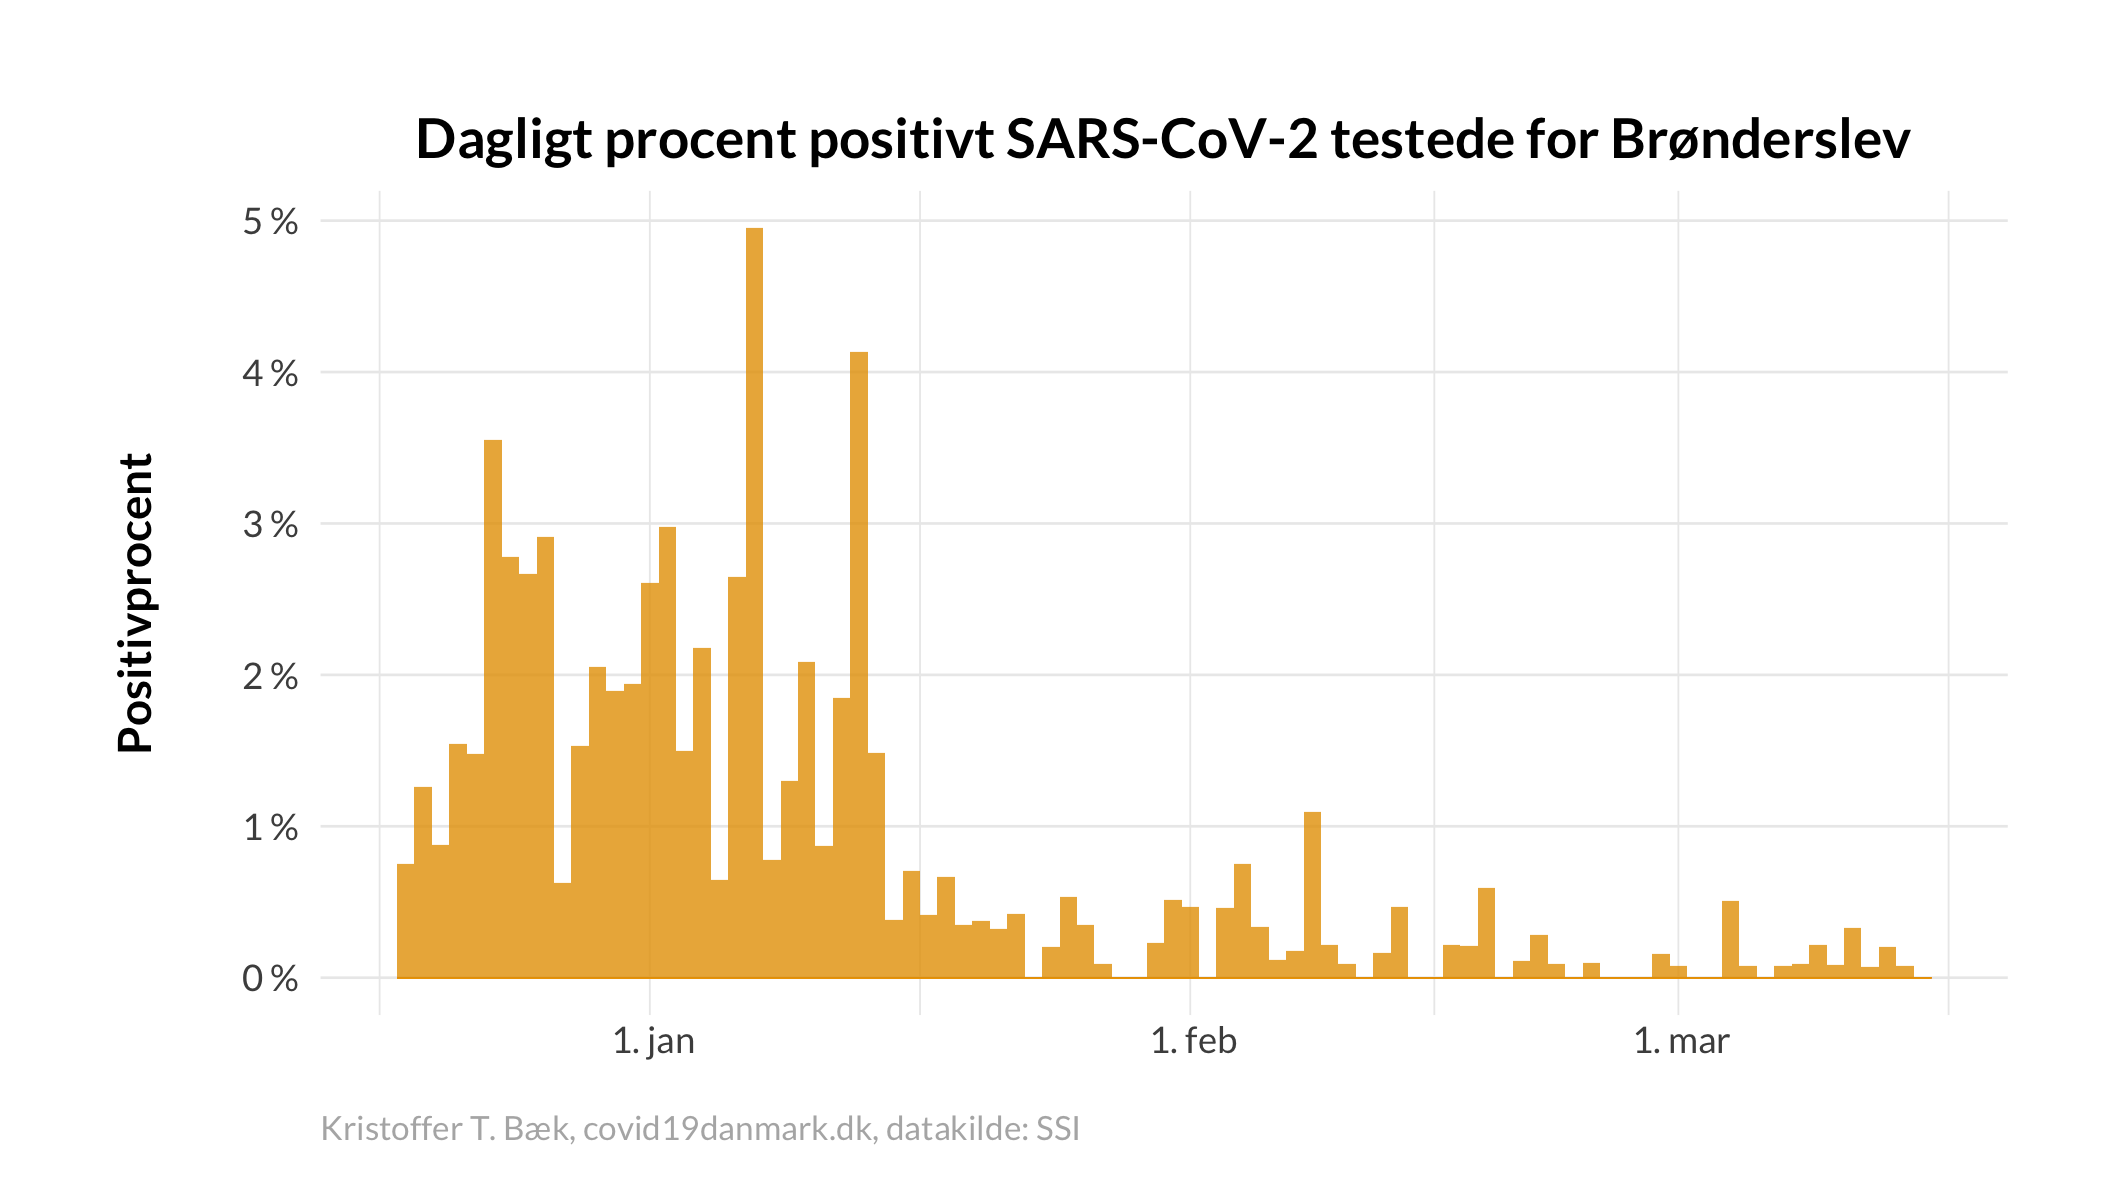 Dagligt procent positivt SARS-CoV-2 testede for Brønderslev
Positivprocent
5 %
4 %
3 %
2 %
1 %
0 %
1. jan
1. feb
1. mar
Kristoffer T. Bæk, covid19danmark.dk, datakilde: SSI